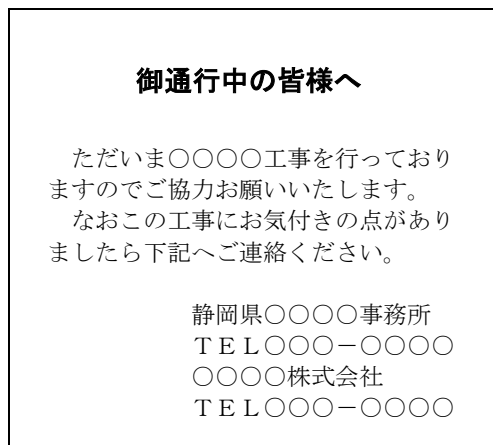 御通行中の皆様へ
ただいま○○○○工事を行っており
ますのでご協力お願いいたします。
なおこの工事にお気付きの点があり
ましたら下記へご連絡ください。
静岡県○○○○事務所
ＴＥＬ○○○－○○○○
○○○○株式会社
ＴＥＬ○○○－○○○○